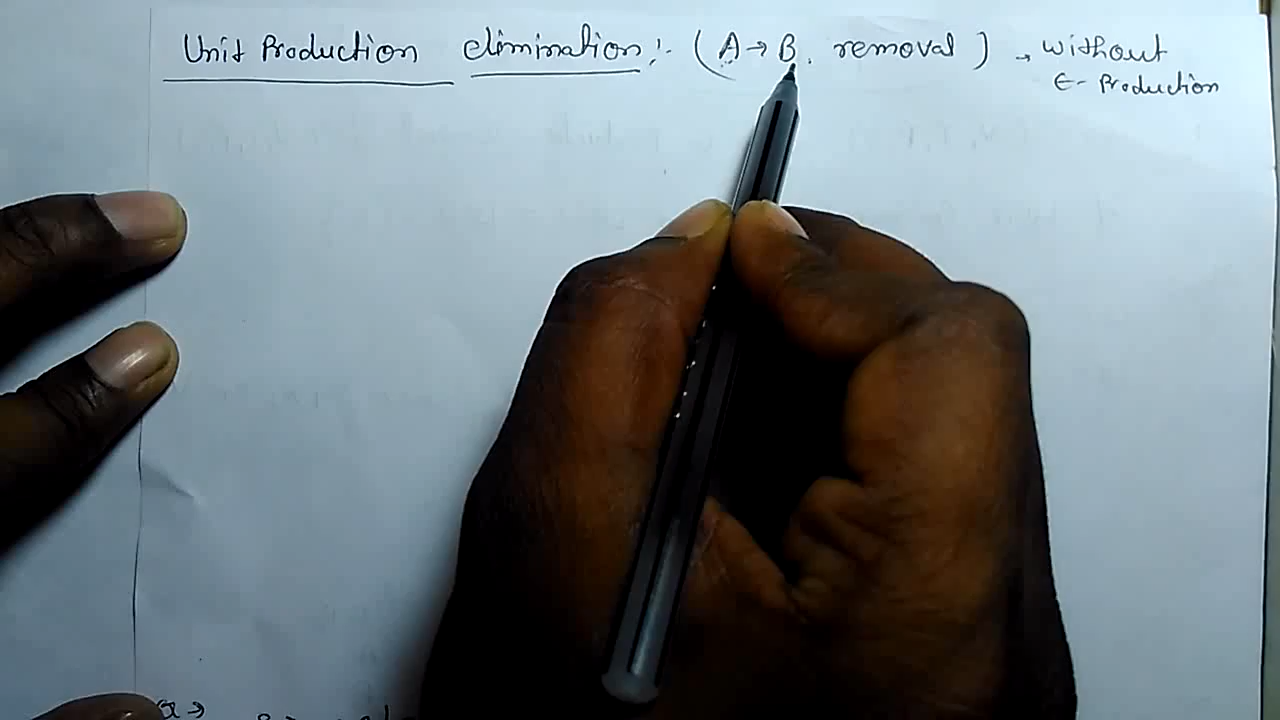 Unit Production elimination :- ( A → B. removal ) → without
ε- Production